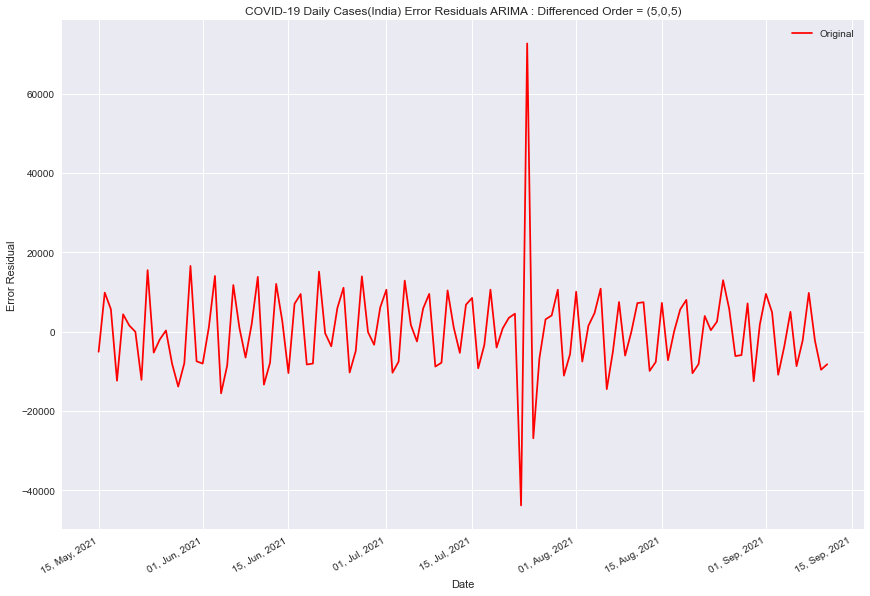 COVID-19 Daily Cases(India) Error Residuals ARIMA : Differenced Order = (5,0,5)
Original
60000
40000
20000
0
−20000
−40000
Error Residual
15, May, 2021
01, Jun, 2021
15, Jun, 2021
01, Jul, 2021
15, Jul, 2021
01, Aug, 2021
15, Aug, 2021
01, Sep, 2021
15, Sep, 2021
Date